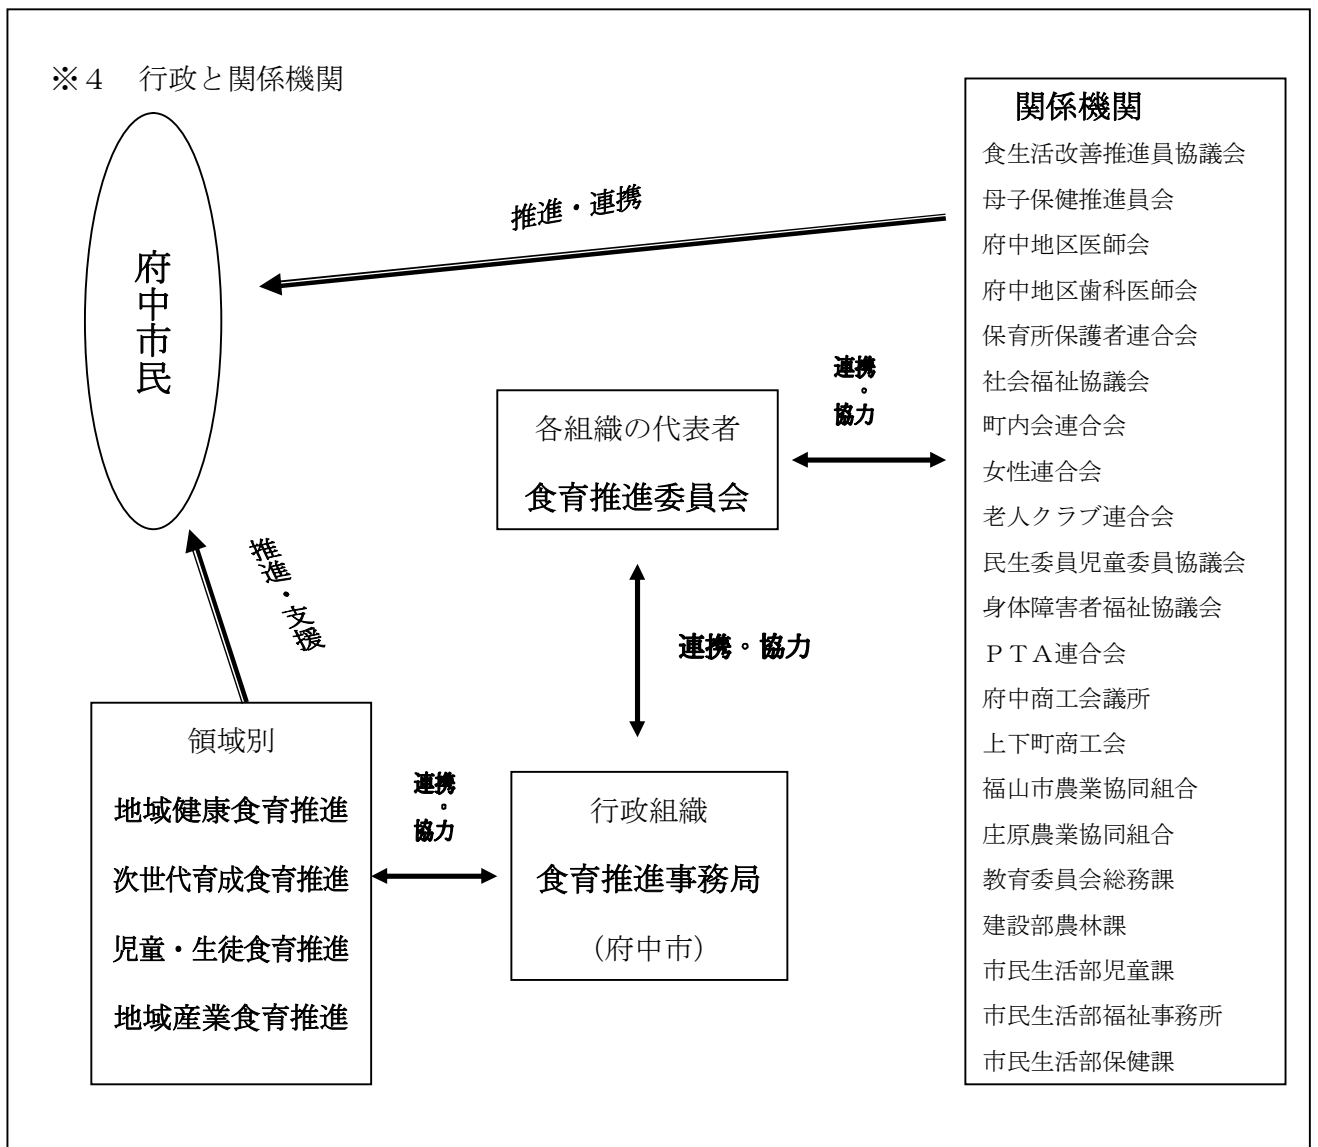 ※４　行政と関係機関
府中市民
推進・連携
推進・支援
各組織の代表者
食育推進委員会
連携・協力
連携・協力
領域別
地域健康食育推進
次世代育成食育推進
児童・生徒食育推進
地域産業食育推進
連携・協力
行政組織
食育推進事務局
（府中市）
関係機関
食生活改善推進員協議会
母子保健推進員会
府中地区医師会
府中地区歯科医師会
保育所保護者連合会
社会福祉協議会
町内会連合会
女性連合会
老人クラブ連合会
民生委員児童委員協議会
身体障害者福祉協議会
ＰＴＡ連合会
府中商工会議所
上下町商工会
福山市農業協同組合
庄原農業協同組合
教育委員会総務課
建設部農林課
市民生活部児童課
市民生活部福祉事務所
市民生活部保健課